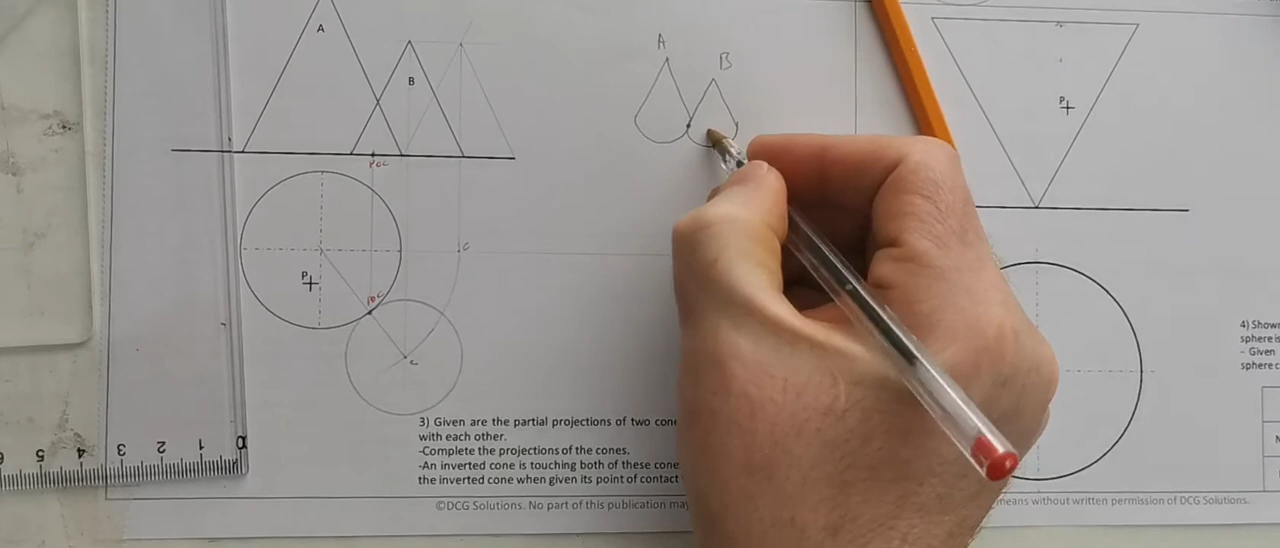 A
B
A
B
P
POC
C
P
POC
C
3) Given are the partial projections of two
with each other.
-Complete the projections of the cones.
-An inverted cone is touching both of these
the inverted cone when given its point of contact
4)
sphere is
- Given
sphere
5 4 3 2 1 0
©DCG Solutions. No part of this publication may
means without written permission of DCG Solutions.